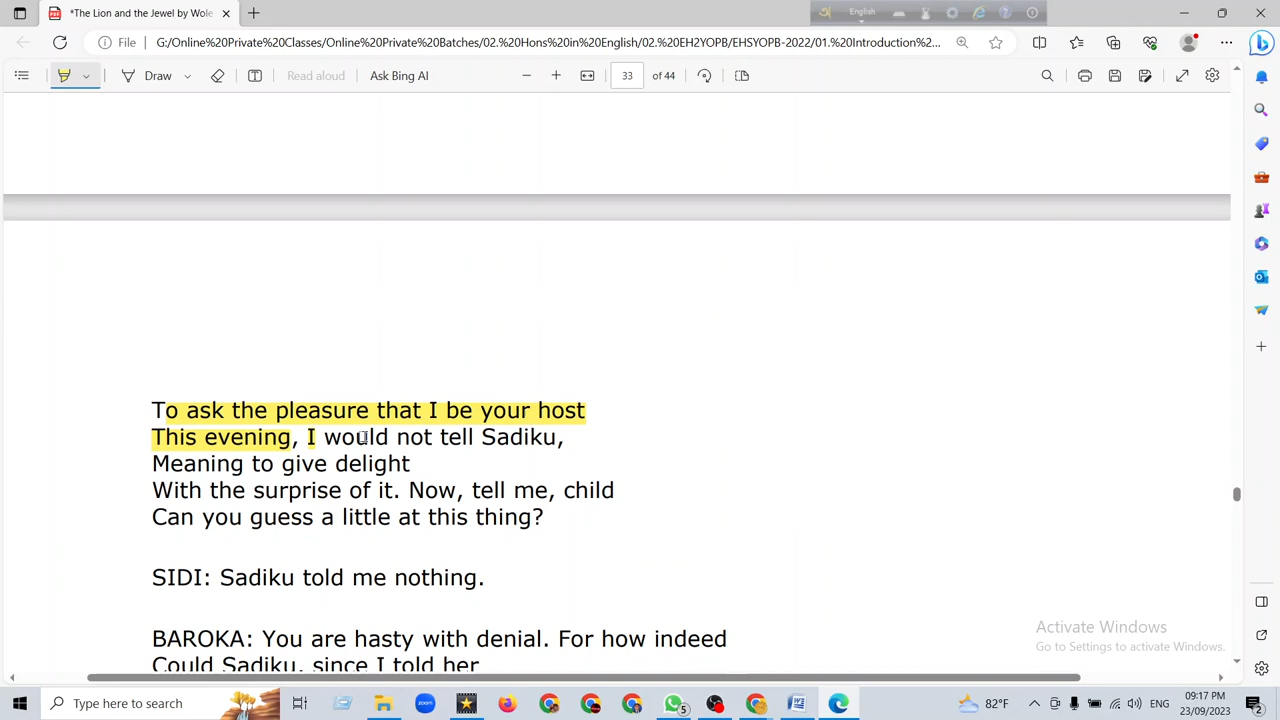 *The Lion and the Jewel by Wole
English
File
G:/Online%20Private%20Classes/Online%20Private%20Batches/02.%20Hons%20in%20English/02.%20EH2YOPB/EHSYOPB-2022/01.%20Introduction%2...
Draw
Read aloud
Ask Bing AI
33
of 44
To ask the pleasure that I be your host
This evening, I would not tell Sadiku,
Meaning to give delight
With the surprise of it. Now, tell me, child
Can you guess a little at this thing?
SIDI: Sadiku told me nothing.
BAROKA: You are hasty with denial. For how indeed
Could Sadiku, since I told her
Activate Windows
Go to Settings to activate Windows.
Type here to search
zoom
5
82°F
ENG
09:17 PM
23/09/2023
2